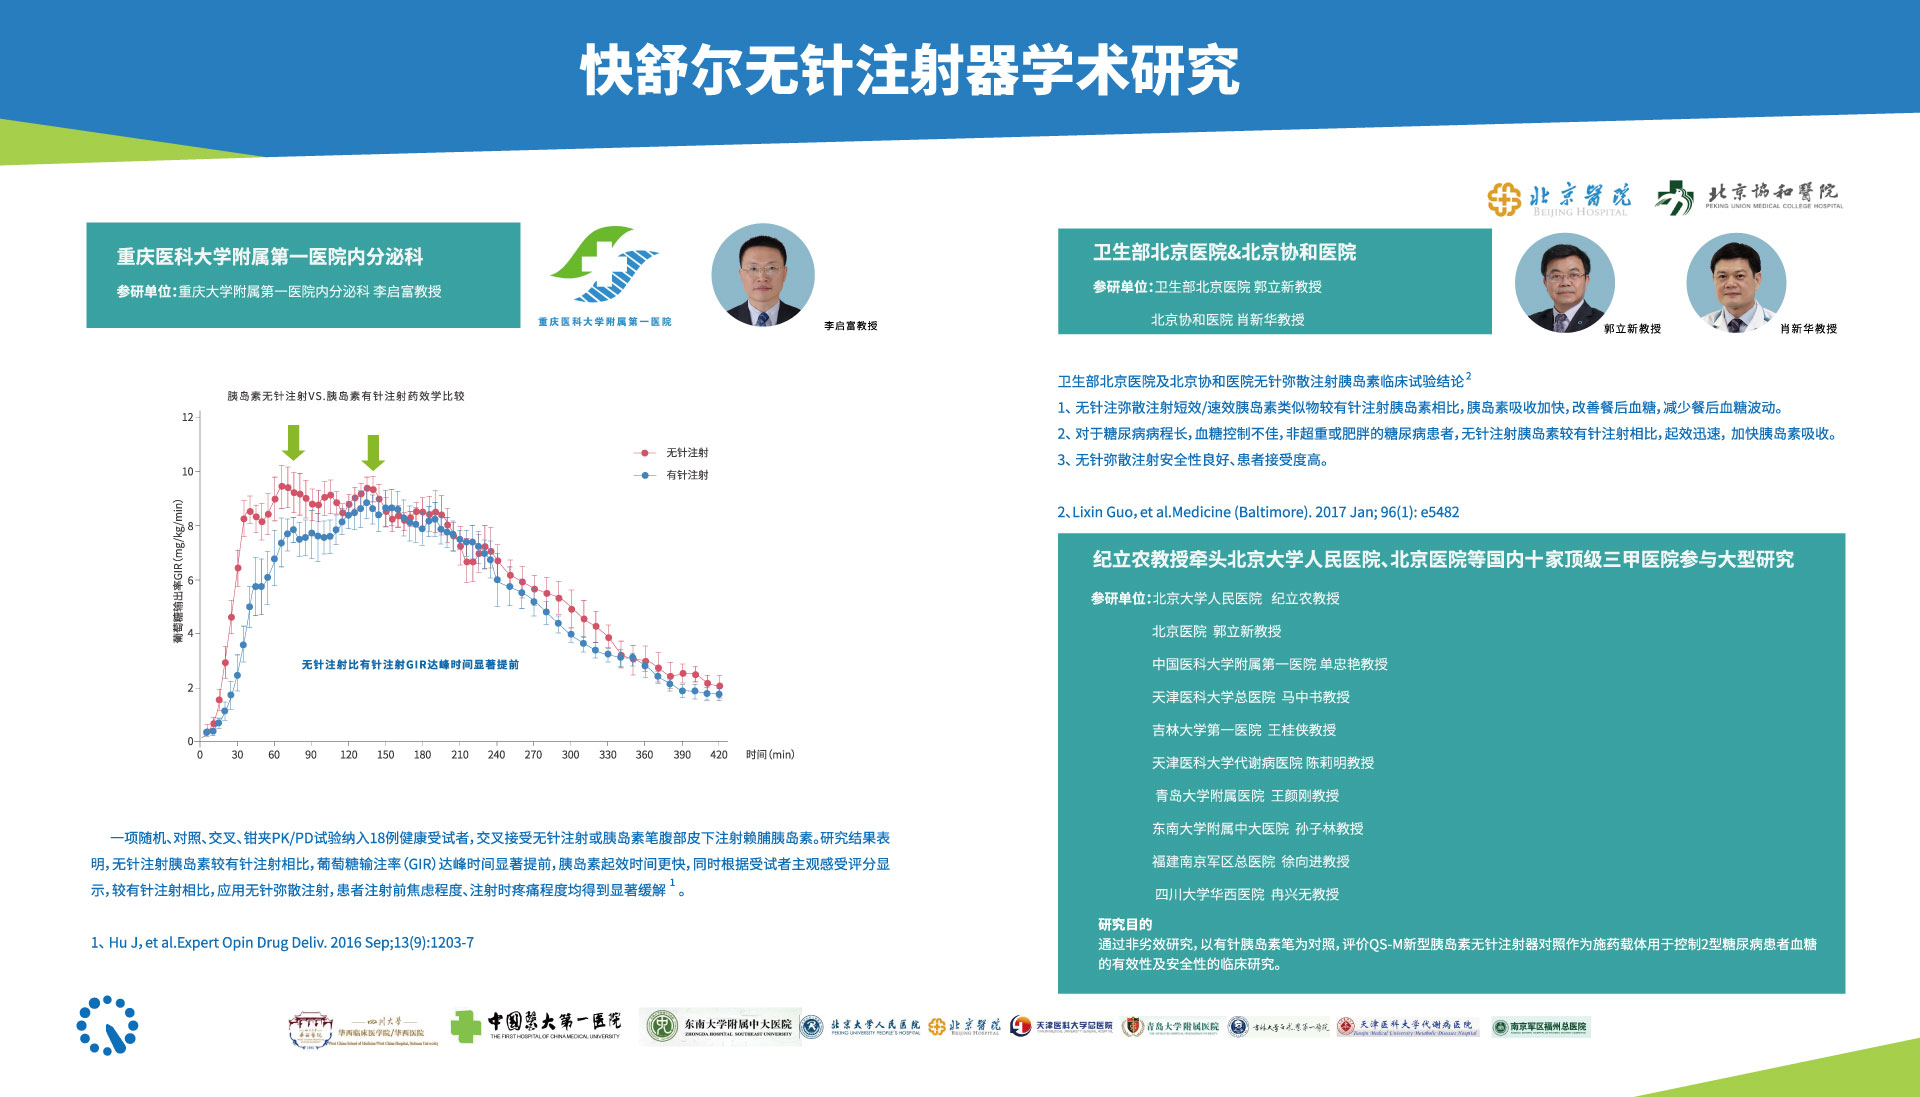 快舒尔无针注射器学术研究
重庆医科大学附属第一医院内分泌科
参研单位：重庆大学附属第一医院内分泌科 李启富教授
重庆医科大学附属第一医院
李启富教授
胰岛素无针注射VS.胰岛素有针注射药效学比较
葡萄糖输出率GIR（mg/kg/min）
12
10
8
6
4
2
0
无针注射
有针注射
无针注射比有针注射GIR达峰时间显著提前
0 30 60 90 120 150 180 210 240 270 300 330 360 390 420 时间（min）
一项随机、对照、交叉、钳夹PK/PD试验纳入18例健康受试者，交叉接受无针注射或胰岛素笔腹部皮下注射赖脯胰岛素。研究结果表
明，无针注射胰岛素较有针注射相比，葡萄糖输注率（GIR）达峰时间显著提前，胰岛素起效时间更快，同时根据受试者主观感受评分显
示，较有针注射相比，应用无针弥散注射，患者注射前焦虑程度、注射时疼痛程度均得到显著缓解 1 。
1、Hu J，et al.Expert Opin Drug Deliv. 2016 Sep;13(9):1203-7
北京醫院
BEIJING HOSPITAL
北京協和醫院
PEKING UNION MEDICAL COLLEGE HOSPITAL
卫生部北京医院&北京协和医院
参研单位：卫生部北京医院 郭立新教授
北京协和医院 肖新华教授
郭立新教授
肖新华教授
卫生部北京医院及北京协和医院无针弥散注射胰岛素临床试验结论2
1、无针注弥散注射短效/速效胰岛素类似物较有针注射胰岛素相比，胰岛素吸收加快，改善餐后血糖，减少餐后血糖波动。
2、对于糖尿病病程长，血糖控制不佳，非超重或肥胖的糖尿病患者，无针注射胰岛素较有针注射相比，起效迅速，加快胰岛素吸收。
3、无针弥散注射安全性良好、患者接受度高。
2、Lixin Guo，et al.Medicine (Baltimore). 2017 Jan; 96(1): e5482
纪立农教授牵头北京大学人民医院、北京医院等国内十家顶级三甲医院参与大型研究
参研单位：北京大学人民医院 纪立农教授
北京医院 郭立新教授
中国医科大学附属第一医院 单忠艳教授
天津医科大学总医院 马中书教授
吉林大学第一医院 王桂侠教授
天津医科大学代谢病医院 陈莉明教授
青岛大学附属医院 王颜刚教授
东南大学附属中大医院 孙子林教授
福建南京军区总医院 徐向进教授
四川大学华西医院 冉兴无教授
研究目的
通过非劣效研究，以有针胰岛素笔为对照，评价QS-M新型胰岛素无针注射器对照作为施药载体用于控制2型糖尿病患者血糖
的有效性及安全性的临床研究。
四川大学
华西临床医学院/华西医院
West China School of Medicine/West China Hospital, Sichuan University
中國醫大第一医院
THE FIRST HOSPITAL OF CHINA MEDICAL UNIVERSITY
东南大学附属中大医院
ZHONGDA HOSPITAL SOUTHEAST UNIVERSITY
北京大学人民医院
PEKING UNIVERSITY PEOPLE'S HOSPITAL
北京醫院
BEIJING HOSPITAL
天津医科大学总医院
青岛大学附属医院
吉林大学白求恩第一医院
天津医科大学代谢病医院
Tianjin Medical University Metabolic Diseases Hospital
南京军区福州总医院